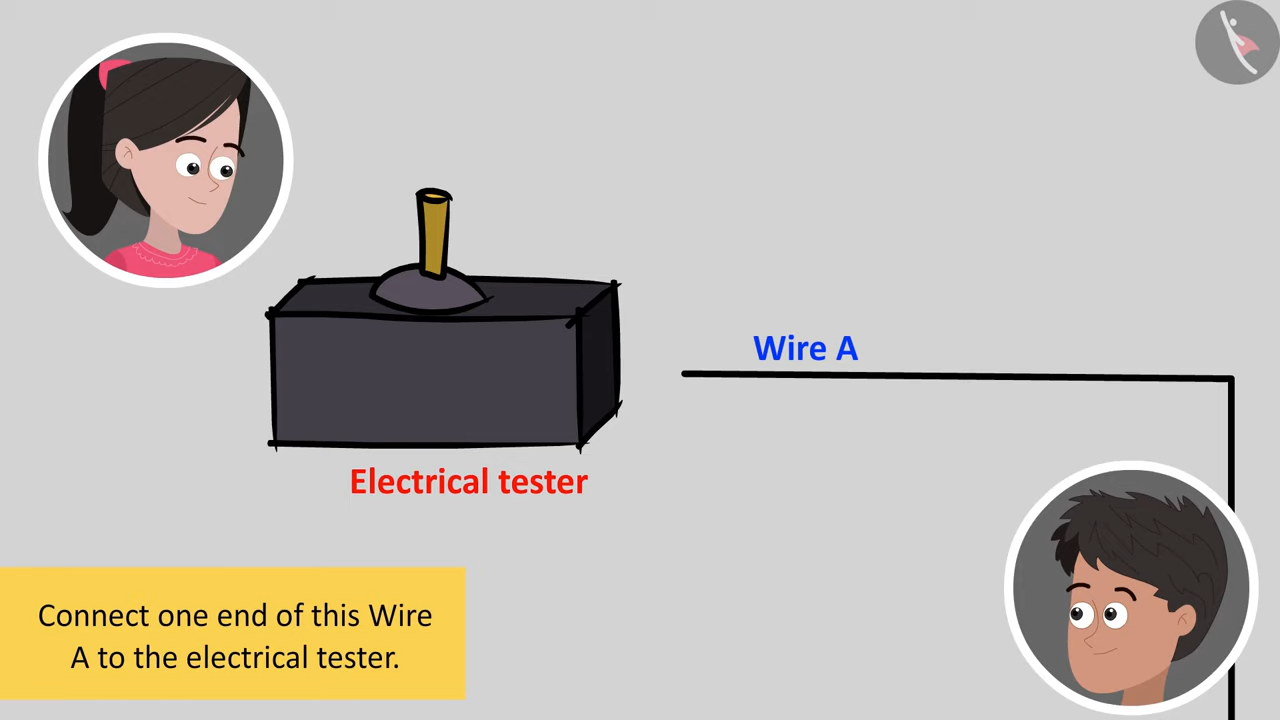 Wire A
Electrical tester
Connect one end of this Wire
A to the electrical tester.